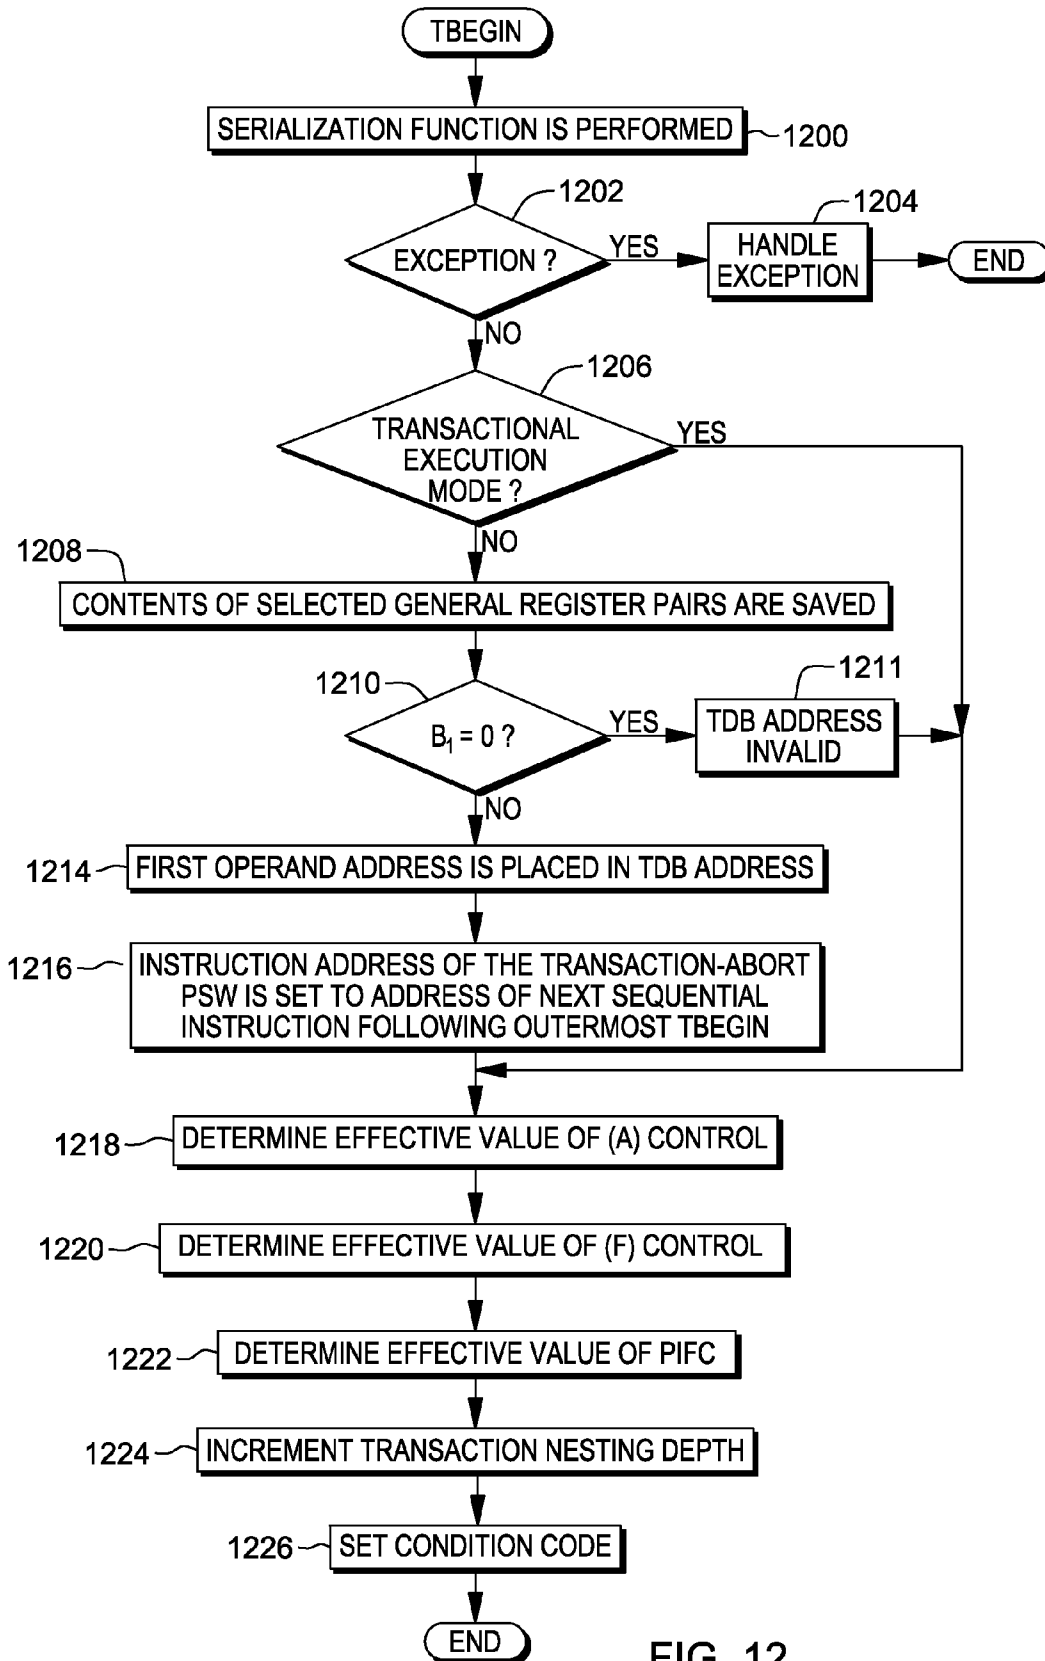 TBEGIN
SERIALIZATION FUNCTION IS PERFORMED
1200
1202
EXCEPTION ?
YES
1204
HANDLE
EXCEPTION
END
NO
1206
TRANSACTIONAL
EXECUTION
MODE ?
YES
NO
1208
CONTENTS OF SELECTED GENERAL REGISTER PAIRS ARE SAVED
1210
B₁ = 0 ?
YES
1211
TDB ADDRESS
INVALID
NO
1214
FIRST OPERAND ADDRESS IS PLACED IN TDB ADDRESS
1216
INSTRUCTION ADDRESS OF THE TRANSACTION-ABORT
PSW IS SET TO ADDRESS OF NEXT SEQUENTIAL
INSTRUCTION FOLLOWING OUTERMOST TBEGIN
1218
DETERMINE EFFECTIVE VALUE OF (A) CONTROL
1220
DETERMINE EFFECTIVE VALUE OF (F) CONTROL
1222
DETERMINE EFFECTIVE VALUE OF PIFC
1224
INCREMENT TRANSACTION NESTING DEPTH
1226
SET CONDITION CODE
END
FIG. 12